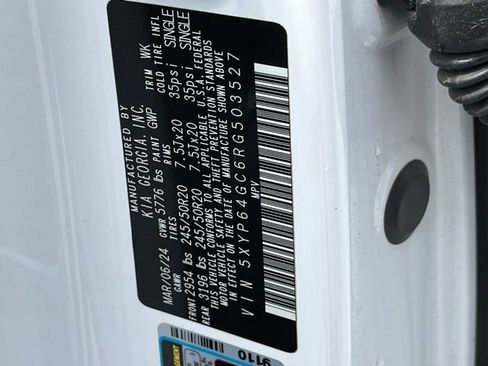 MANUFACTURED BY
KIA GEORGIA, INC.
MAR/06/24 GVWR 5776 lbs PAINT GWP TRIM WK
GAWR TIRES RIMS COLD TIRE INFL
FRONT 2954 lbs 245/50R20 7.5Jx20 35psi SINGLE
REAR 3196 lbs 245/50R20 7.5Jx20 35psi SINGLE
THIS VEHICLE CONFORMS TO ALL APPLICABLE U.S.A. FEDERAL
MOTOR VEHICLE SAFETY AND THEFT PREVENTION STANDARDS
IN EFFECT ON THE DATE OF MANUFACTURE SHOWN ABOVE
VIN 5XYP64GC6RG503527
MPV
9110